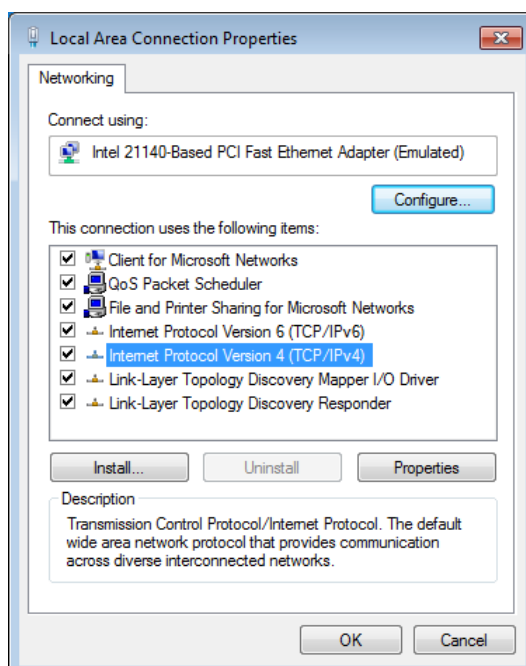 Local Area Connection Properties
Networking
Connect using:
Intel 21140-Based PCI Fast Ethernet Adapter (Emulated)
Configure...
This connection uses the following items:
Client for Microsoft Networks
QoS Packet Scheduler
File and Printer Sharing for Microsoft Networks
Internet Protocol Version 6 (TCP/IPv6)
Internet Protocol Version 4 (TCP/IPv4)
Link-Layer Topology Discovery Mapper I/O Driver
Link-Layer Topology Discovery Responder
Install... Uninstall Properties
Description
Transmission Control Protocol/Internet Protocol. The default
wide area network protocol that provides communication
across diverse interconnected networks.
OK Cancel